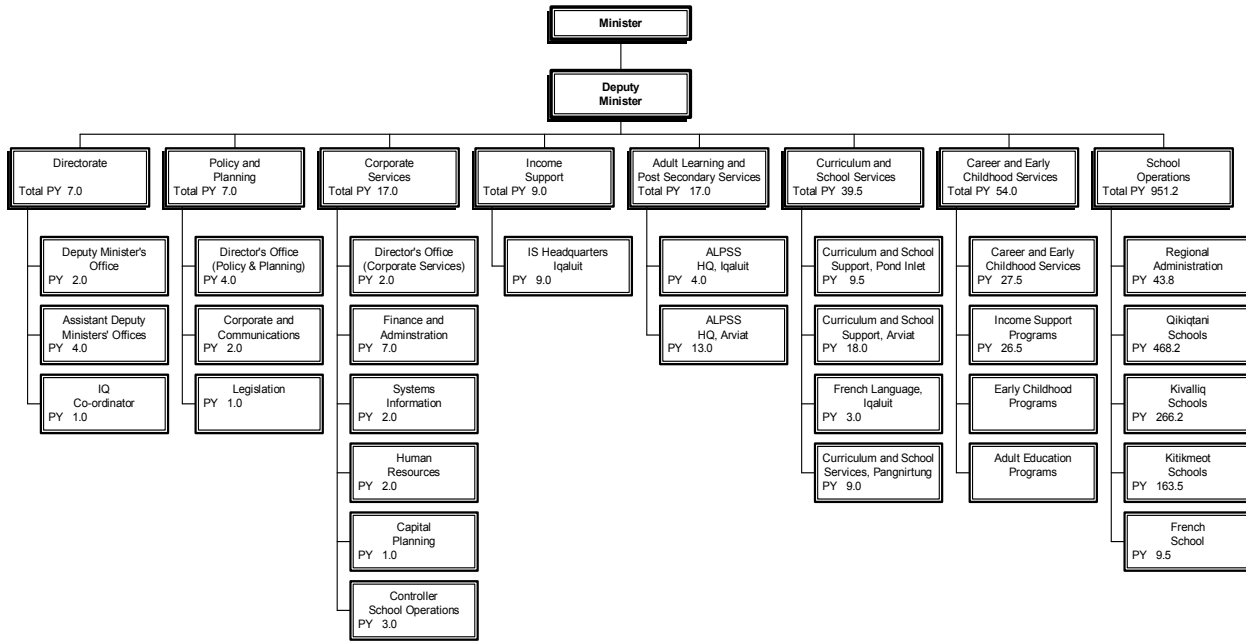 Minister
Deputy
Minister
Directorate
Total PY 7.0
Policy and
Planning
Total PY 7.0
Corporate
Services
Total PY 17.0
Income
Support
Total PY 9.0
Adult Learning and
Post Secondary Services
Total PY 17.0
Curriculum and
School Services
Total PY 39.5
Career and Early
Childhood Services
Total PY 54.0
School
Operations
Total PY 951.2
Deputy Minister's
Office
PY 2.0
Assistant Deputy
Ministers' Offices
PY 4.0
IQ
Co-ordinator
PY 1.0
Director's Office
(Policy & Planning)
PY 4.0
Corporate and
Communications
PY 2.0
Legislation
PY 1.0
Director's Office
(Corporate Services)
PY 2.0
Finance and
Adminstration
PY 7.0
Systems
Information
PY 2.0
Human
Resources
PY 2.0
Capital
Planning
PY 1.0
Controller
School Operations
PY 3.0
IS Headquarters
Iqaluit
PY 9.0
ALPSS
HQ, Iqaluit
PY 4.0
ALPSS
HQ, Arviat
PY 13.0
Curriculum and School
Support, Pond Inlet
PY 9.5
Curriculum and School
Support, Arviat
PY 18.0
French Language,
Iqaluit
PY 3.0
Curriculum and School
Services, Pangnirtung
PY 9.0
Career and Early
Childhood Services
PY 27.5
Income Support
Programs
PY 26.5
Early Childhood
Programs
Adult Education
Programs
Regional
Administration
PY 43.8
Qikiqtani
Schools
PY 468.2
Kivalliq
Schools
PY 266.2
Kitikmeot
Schools
PY 163.5
French
School
PY 9.5